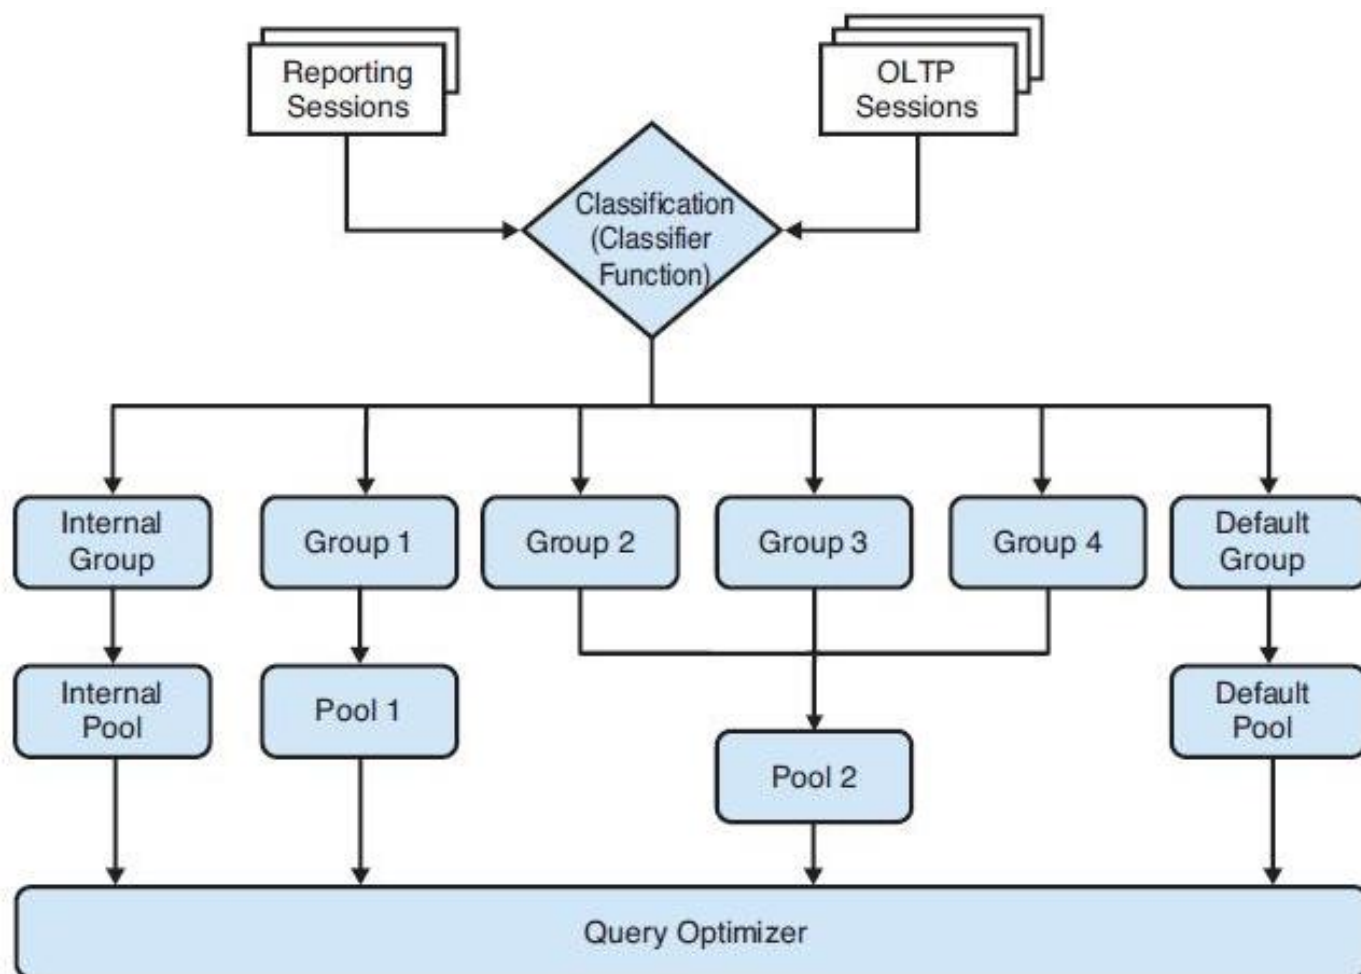 Reporting
Sessions
OLTP
Sessions
Classification
(Classifier
Function)
Internal
Group
Group 1
Group 2
Group 3
Group 4
Default
Group
Internal
Pool
Pool 1
Default
Pool
Pool 2
Query Optimizer